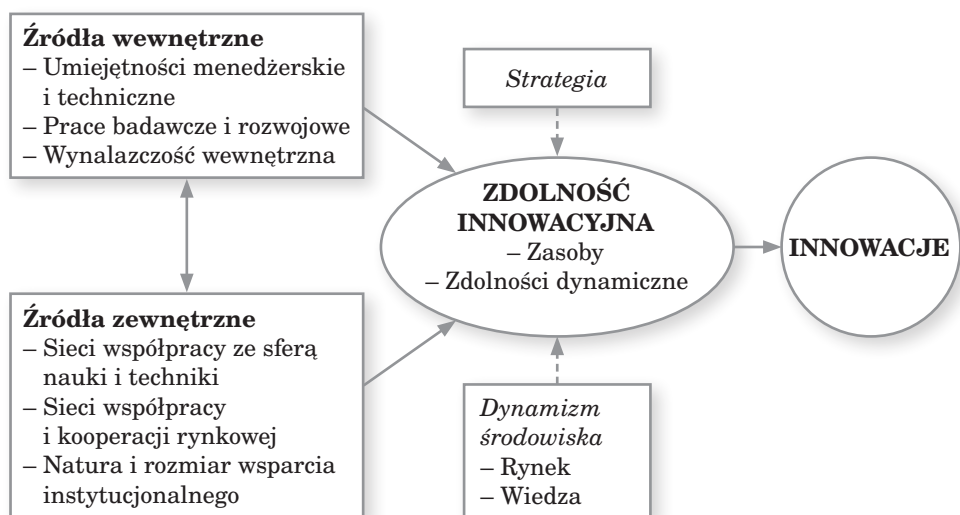 Źródła wewnętrzne
– Umiejętności menedżerskie
i techniczne
– Prace badawcze i rozwojowe
– Wynalazczość wewnętrzna
Strategia
ZDOLNOŚĆ
INNOWACYJNA
– Zasoby
– Zdolności dynamiczne
INNOWACJE
Źródła zewnętrzne
– Sieci współpracy ze sferą
nauki i techniki
– Sieci współpracy
i kooperacji rynkowej
– Natura i rozmiar wsparcia
instytucjonalnego
Dynamizm
środowiska
– Rynek
– Wiedza